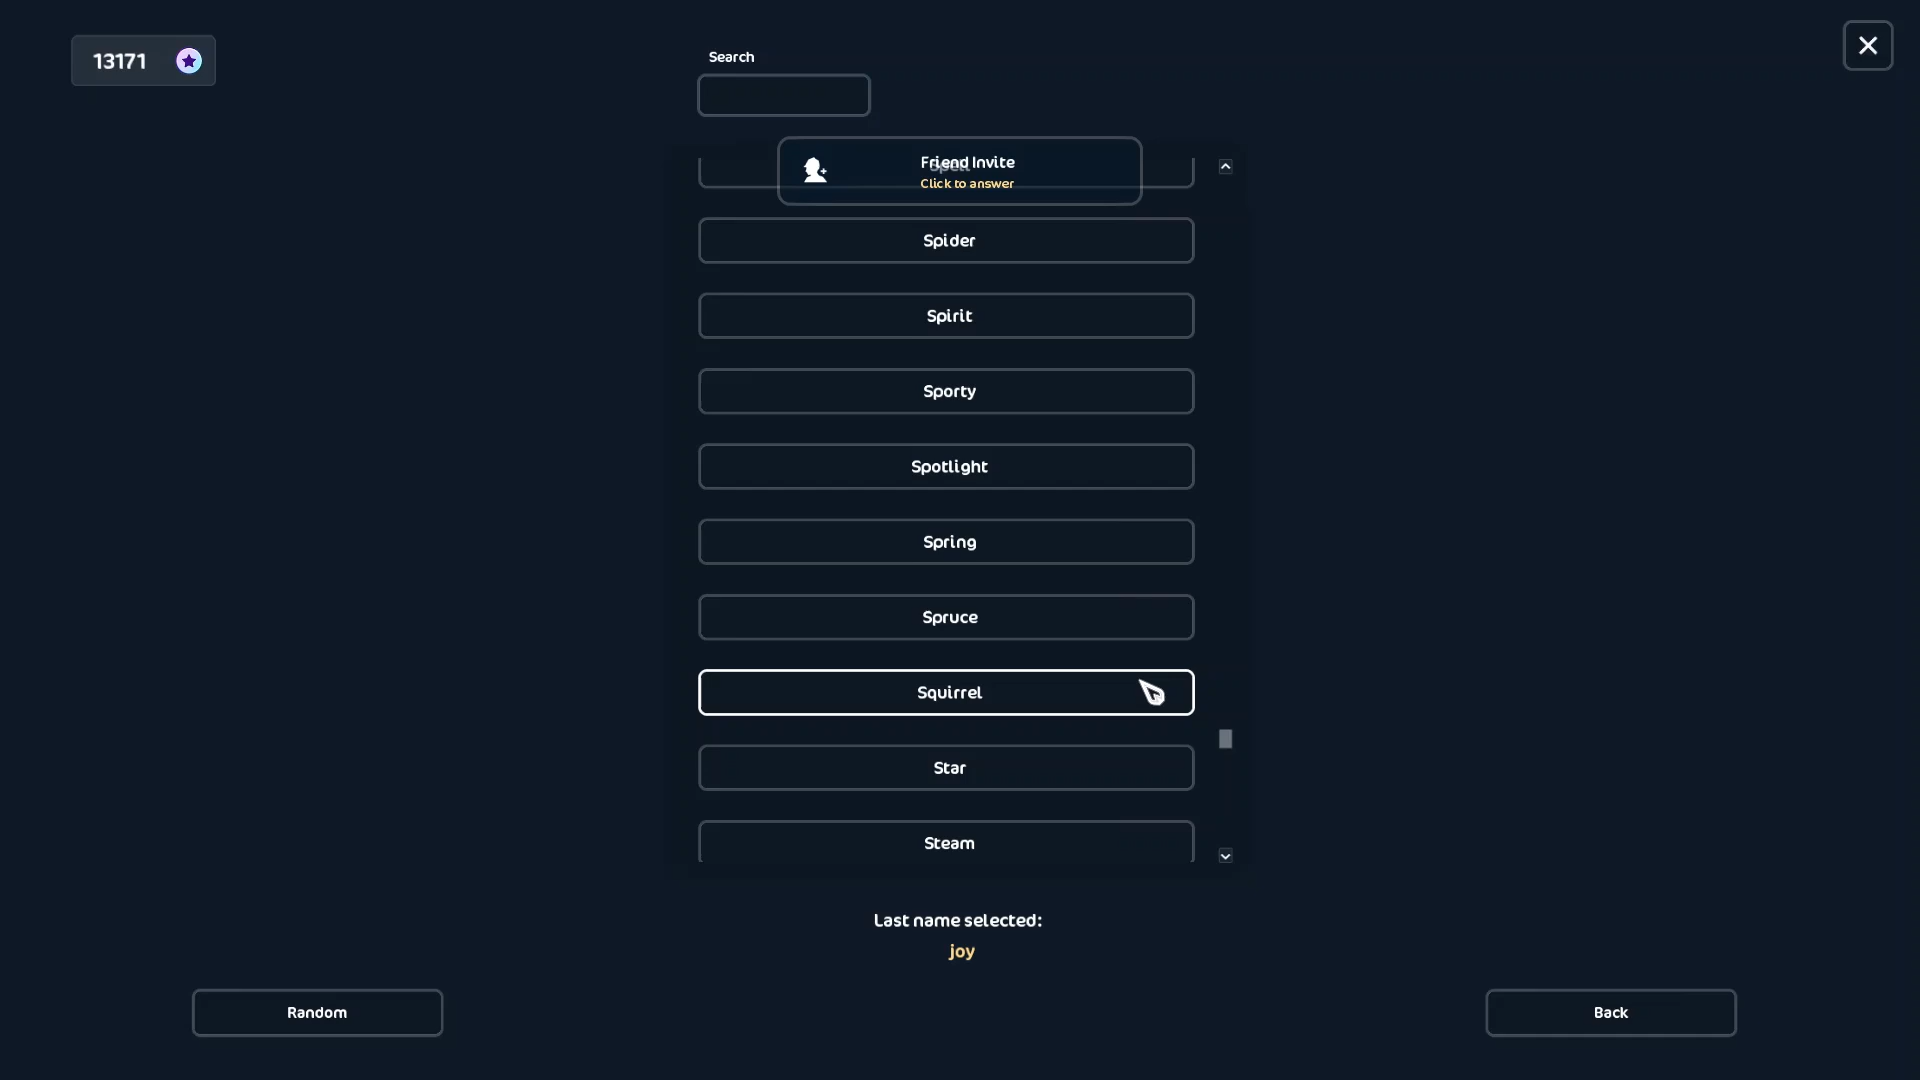 13171
Search
Spell
Friend Invite
Click to answer
Spider
Spirit
Sporty
Spotlight
Spring
Spruce
Squirrel
Star
Steam
Last name selected:
joy
Random
Back